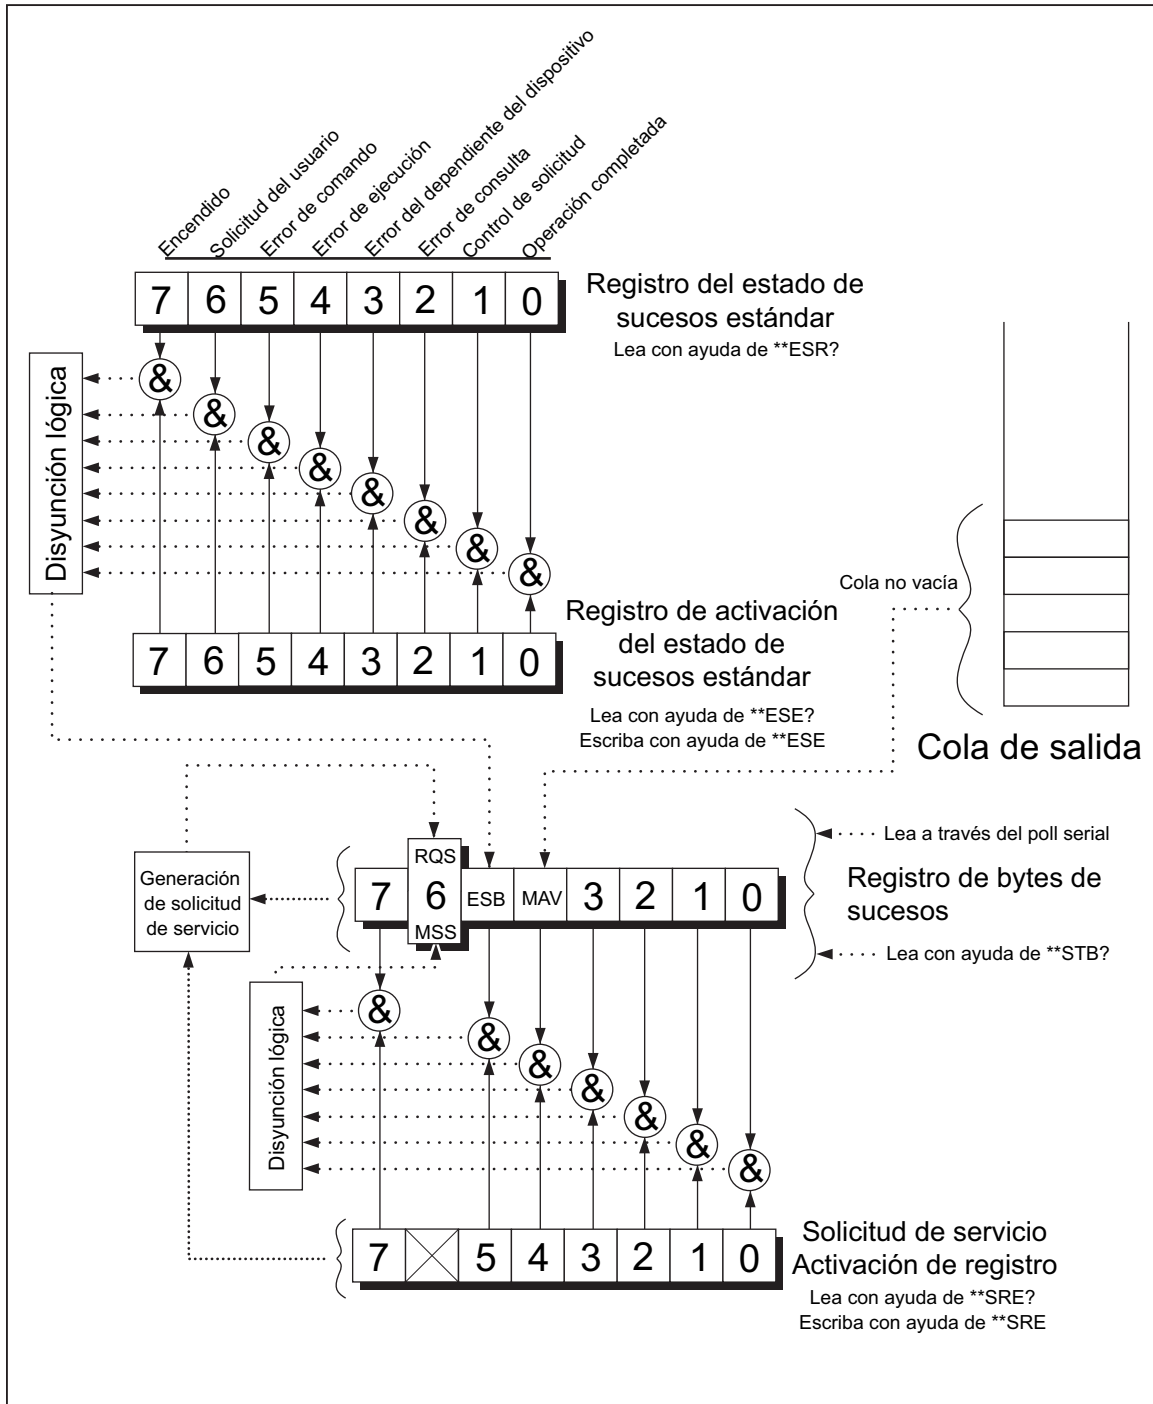 Encendido
Solicitud del usuario
Error de comando
Error de ejecución
Error del dependiente del dispositivo
Error de consulta
Control de solicitud
Operación completada
7 6 5 4 3 2 1 0
Registro del estado de
sucesos estándar
Lea con ayuda de **ESR?
Disyunción lógica
&
&
&
&
&
&
&
&
Cola no vacía
Registro de activación
del estado de
sucesos estándar
7 6 5 4 3 2 1 0
Lea con ayuda de **ESE?
Escriba con ayuda de **ESE
Cola de salida
Lea a través del poll serial
RQS
7 6 ESB MAV 3 2 1 0
MSS
Generación
de solicitud
de servicio
Registro de bytes de
sucesos
Lea con ayuda de **STB?
Disyunción lógica
&
&
&
&
&
&
&
7 5 4 3 2 1 0
Solicitud de servicio
Activación de registro
Lea con ayuda de **SRE?
Escriba con ayuda de **SRE